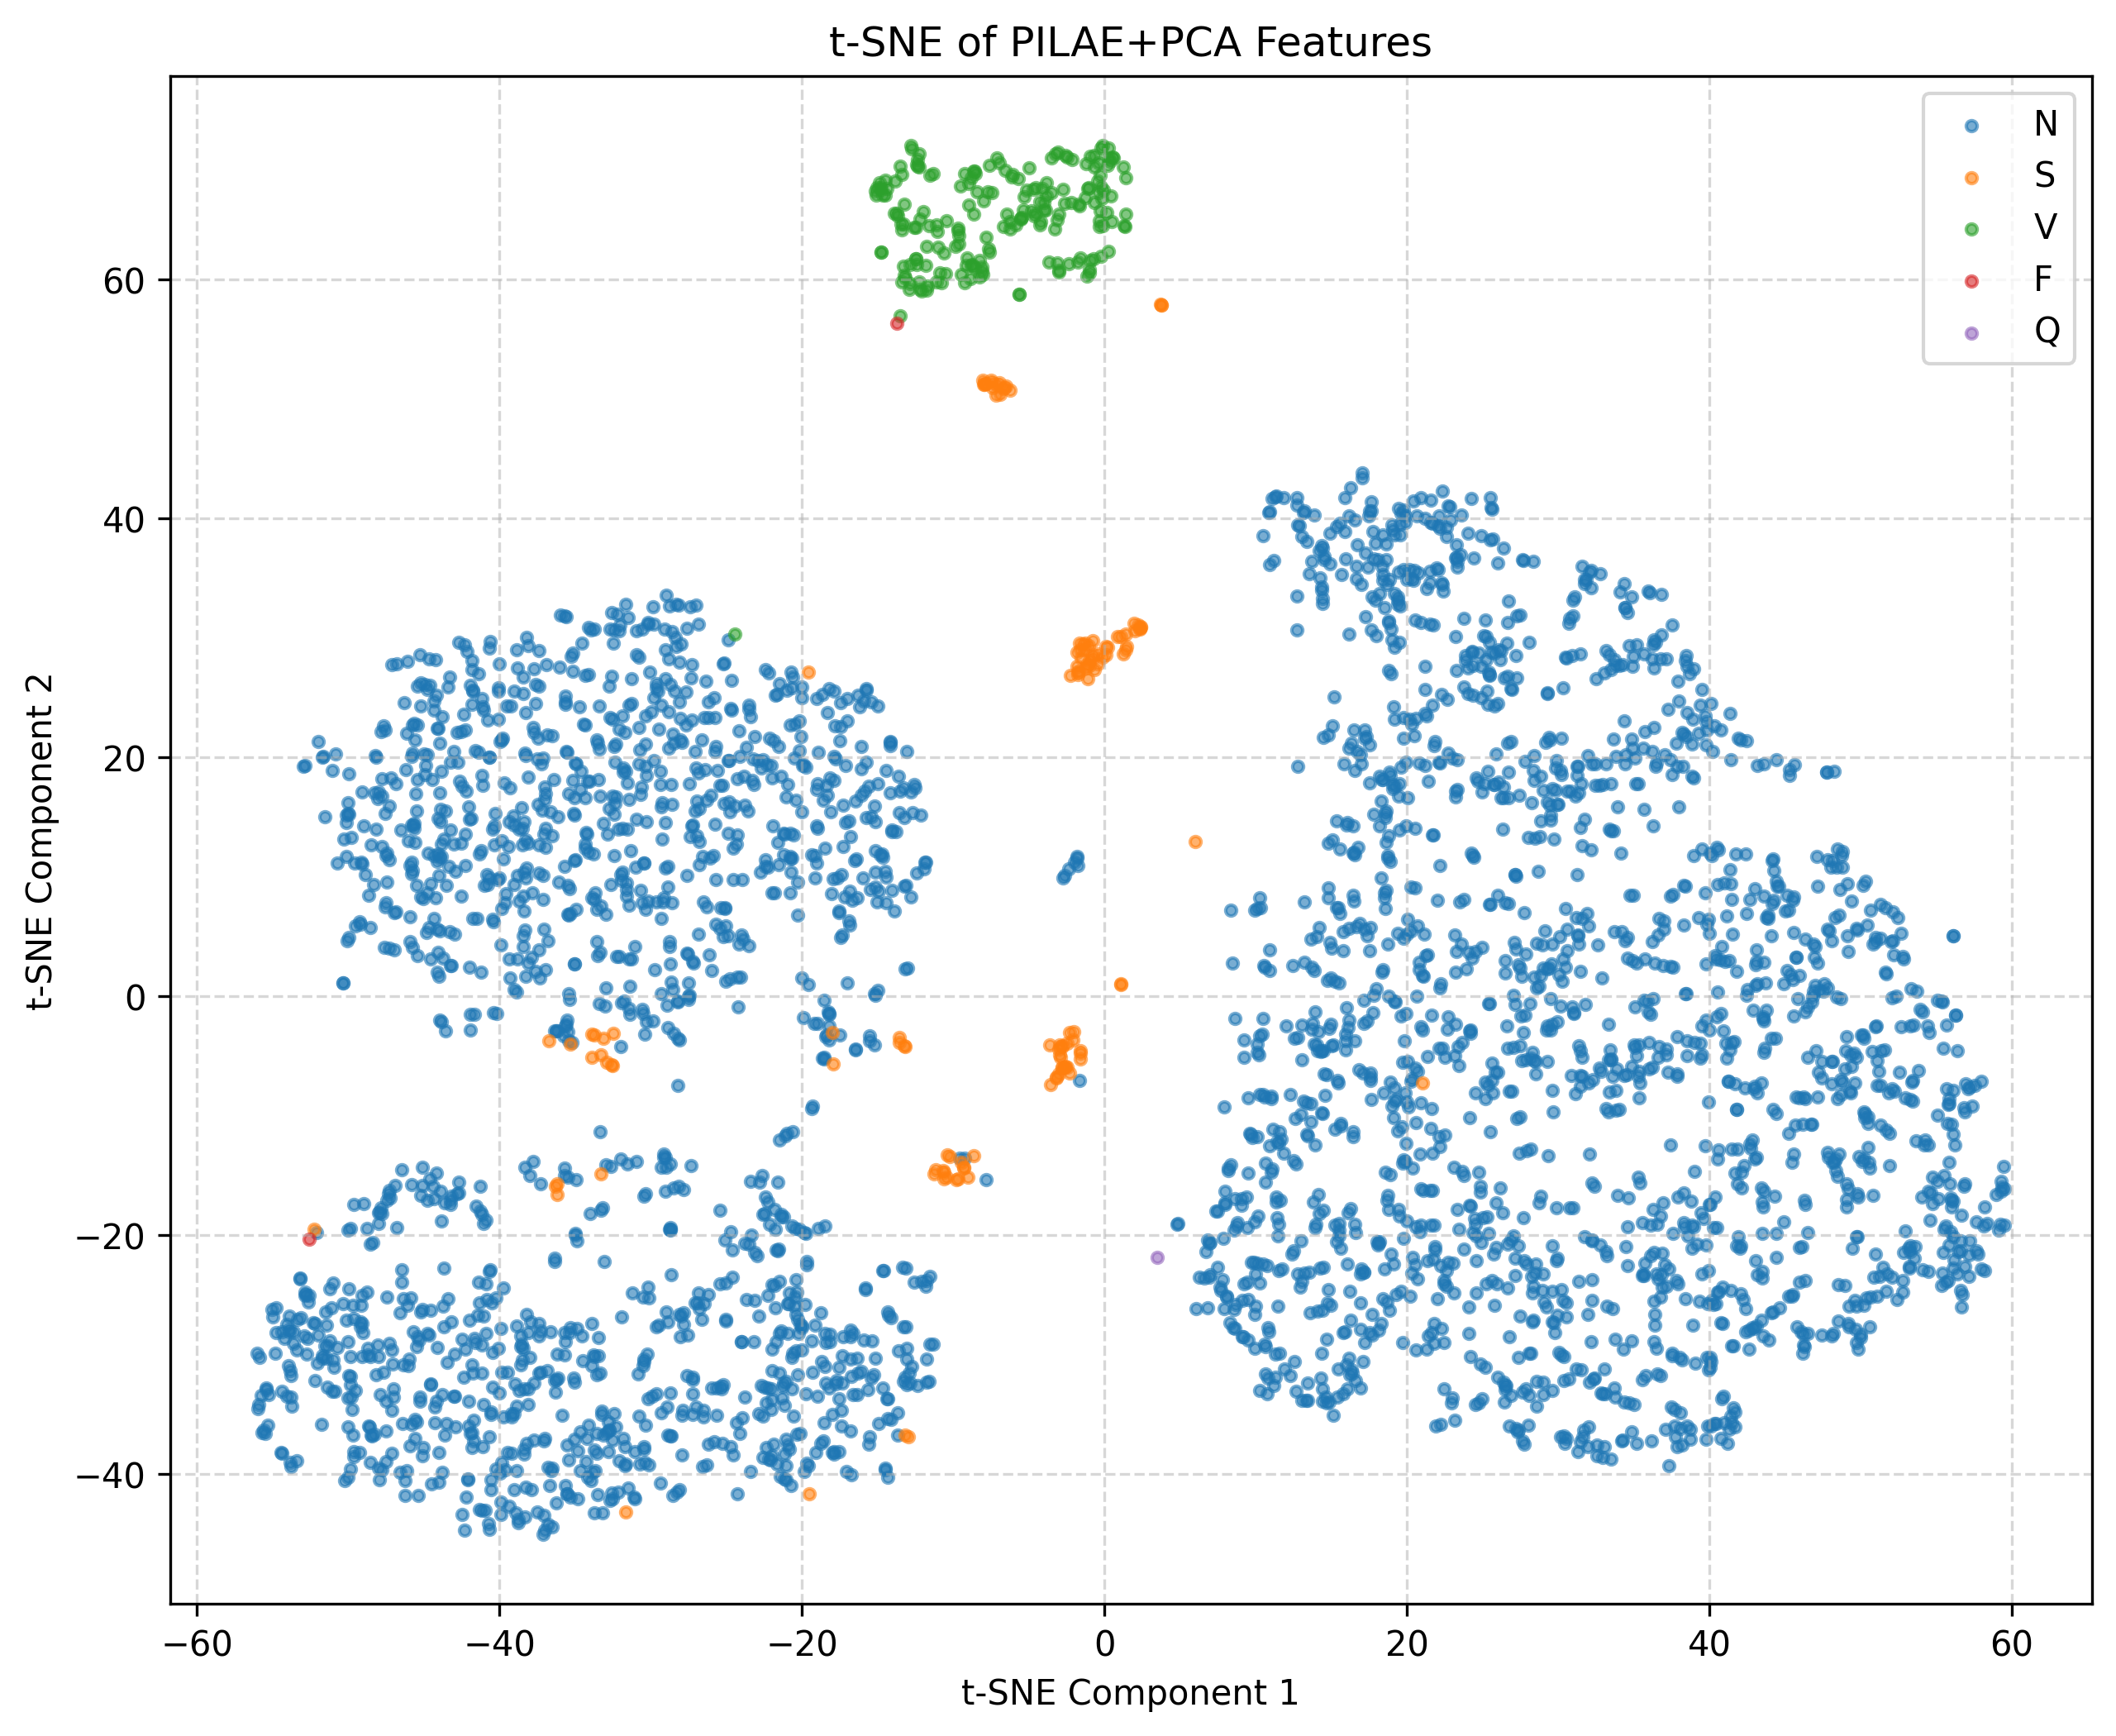 t-SNE of PILAE+PCA Features
N
S
V
F
Q
60
40
20
0
−20
−40
t-SNE Component 2
−60 −40 −20 0 20 40 60
t-SNE Component 1